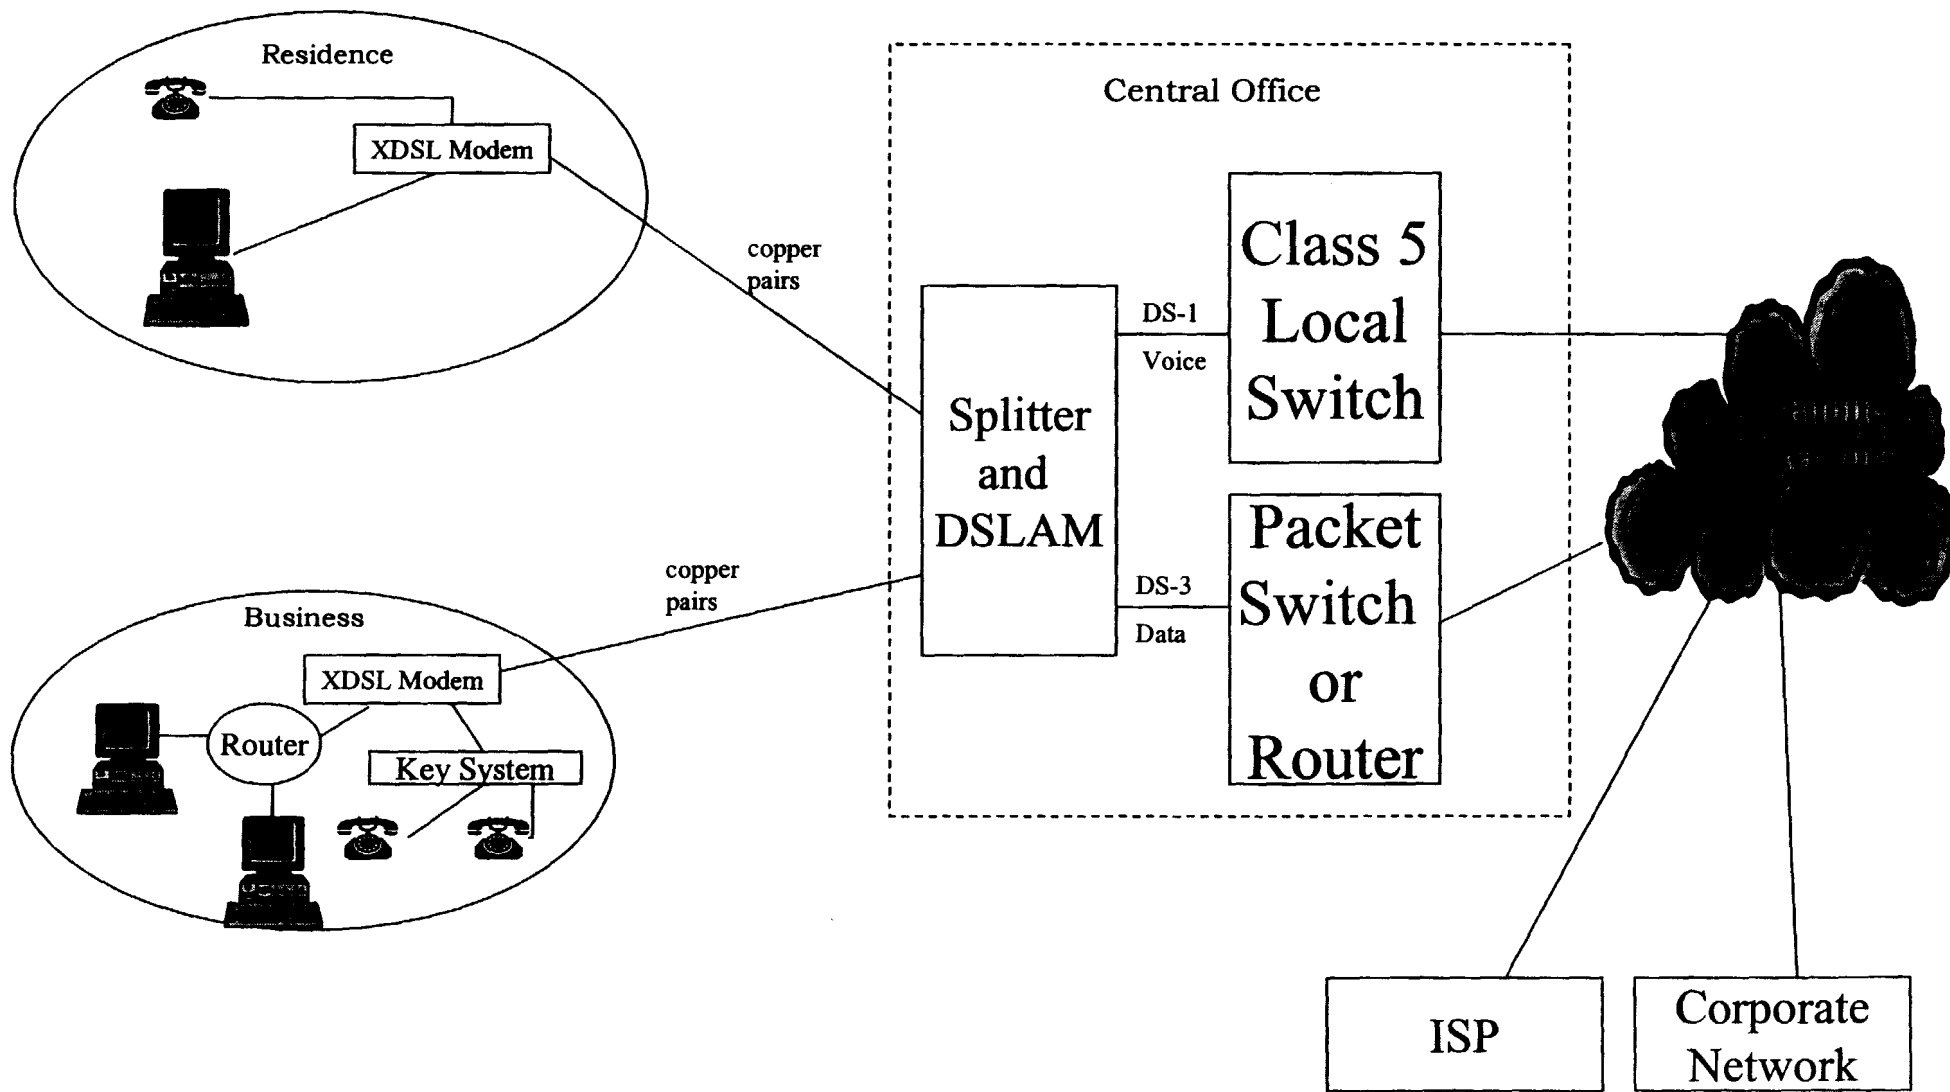 Residence
XDSL Modem
copper
pairs
Business
XDSL Modem
Router
Key System
copper
pairs
Central Office
Splitter
and
DSLAM
DS-1
Voice
DS-3
Data
Class 5
Local
Switch
Packet
Switch
or
Router
ISP
Corporate
Network